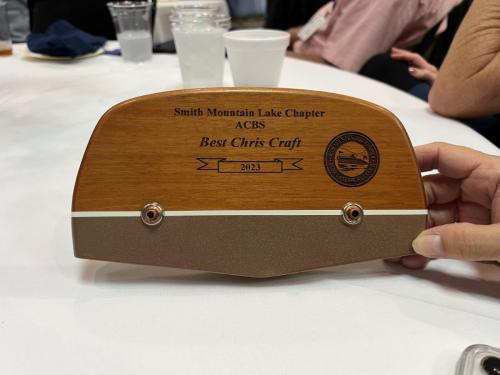 Smith Mountain Lake Chapter
ACBS
Best Chris Craft
2023